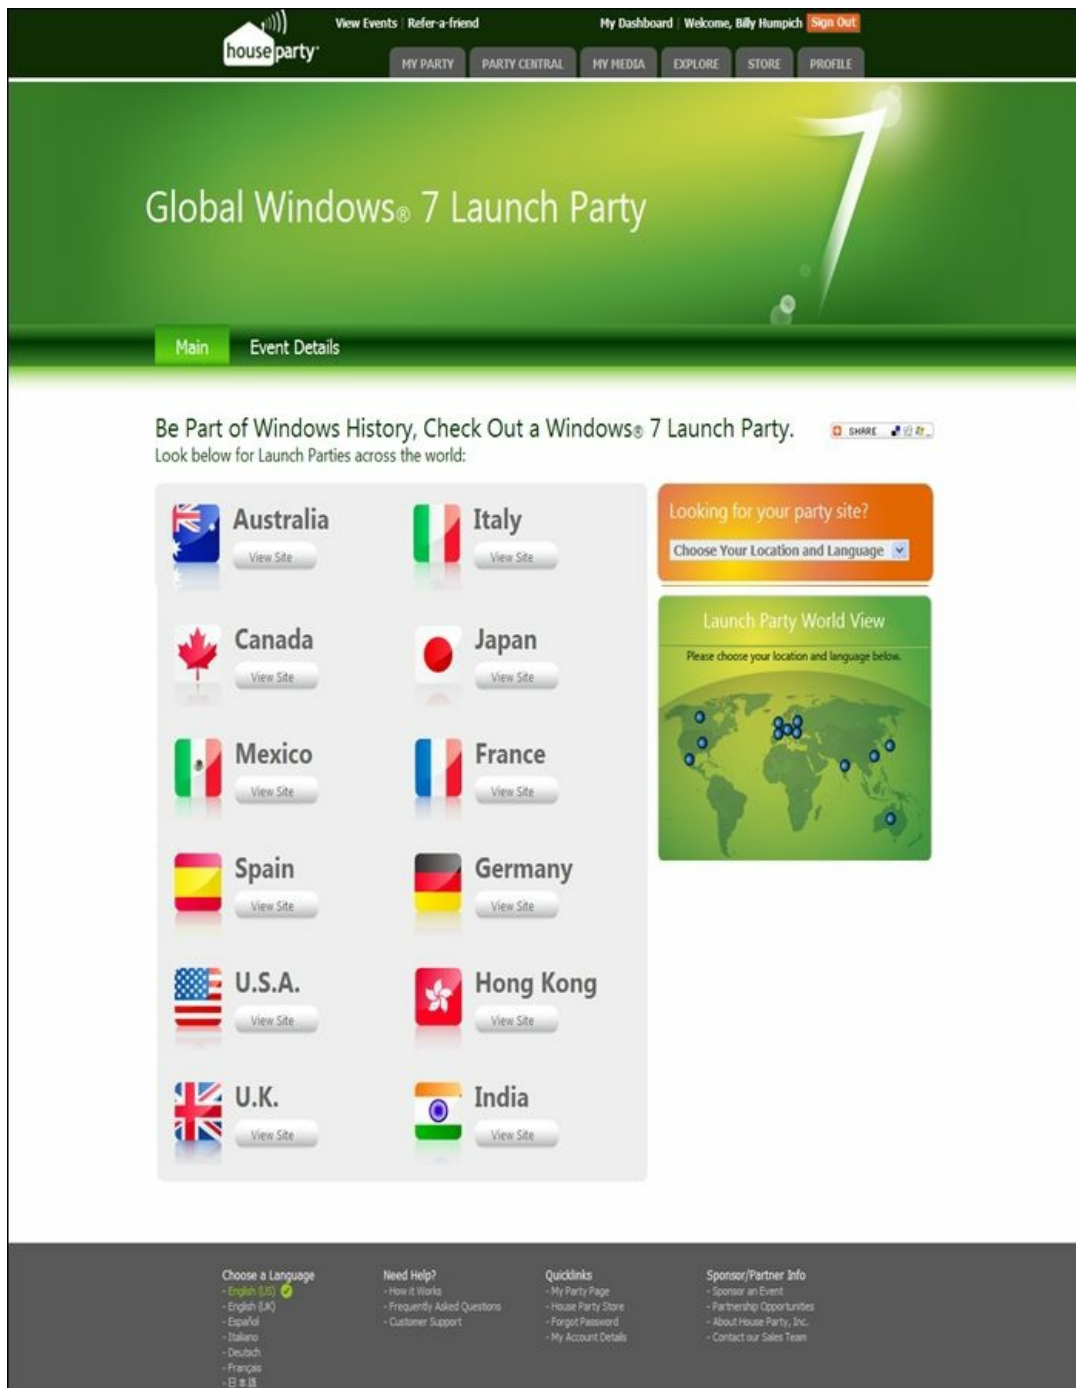 houseparty
View Events | Refer-a-friend
My Dashboard | Welcome, Billy Humpich Sign Out
MY PARTY PARTY CENTRAL MY MEDIA EXPLORE STORE PROFILE
7
Global Windows® 7 Launch Party
Main Event Details
Be Part of Windows History, Check Out a Windows® 7 Launch Party.
SHARE
Look below for Launch Parties across the world:
Australia
View Site
Italy
View Site
Canada
View Site
Japan
View Site
Mexico
View Site
France
View Site
Spain
View Site
Germany
View Site
U.S.A.
View Site
Hong Kong
View Site
U.K.
View Site
India
View Site
Looking for your party site?
Choose Your Location and Language
Launch Party World View
Please choose your location and language below.
Choose a Language
- English (US)
- English (UK)
- Español
- Italiano
- Deutsch
- Français
- 日本語
Need Help?
- How it Works
- Frequently Asked Questions
- Customer Support
Quicklinks
- My Party Page
- House Party Store
- Forgot Password
- My Account Details
Sponsor/Partner Info
- Sponsor an Event
- Partnership Opportunities
- About House Party, Inc.
- Contact our Sales Team